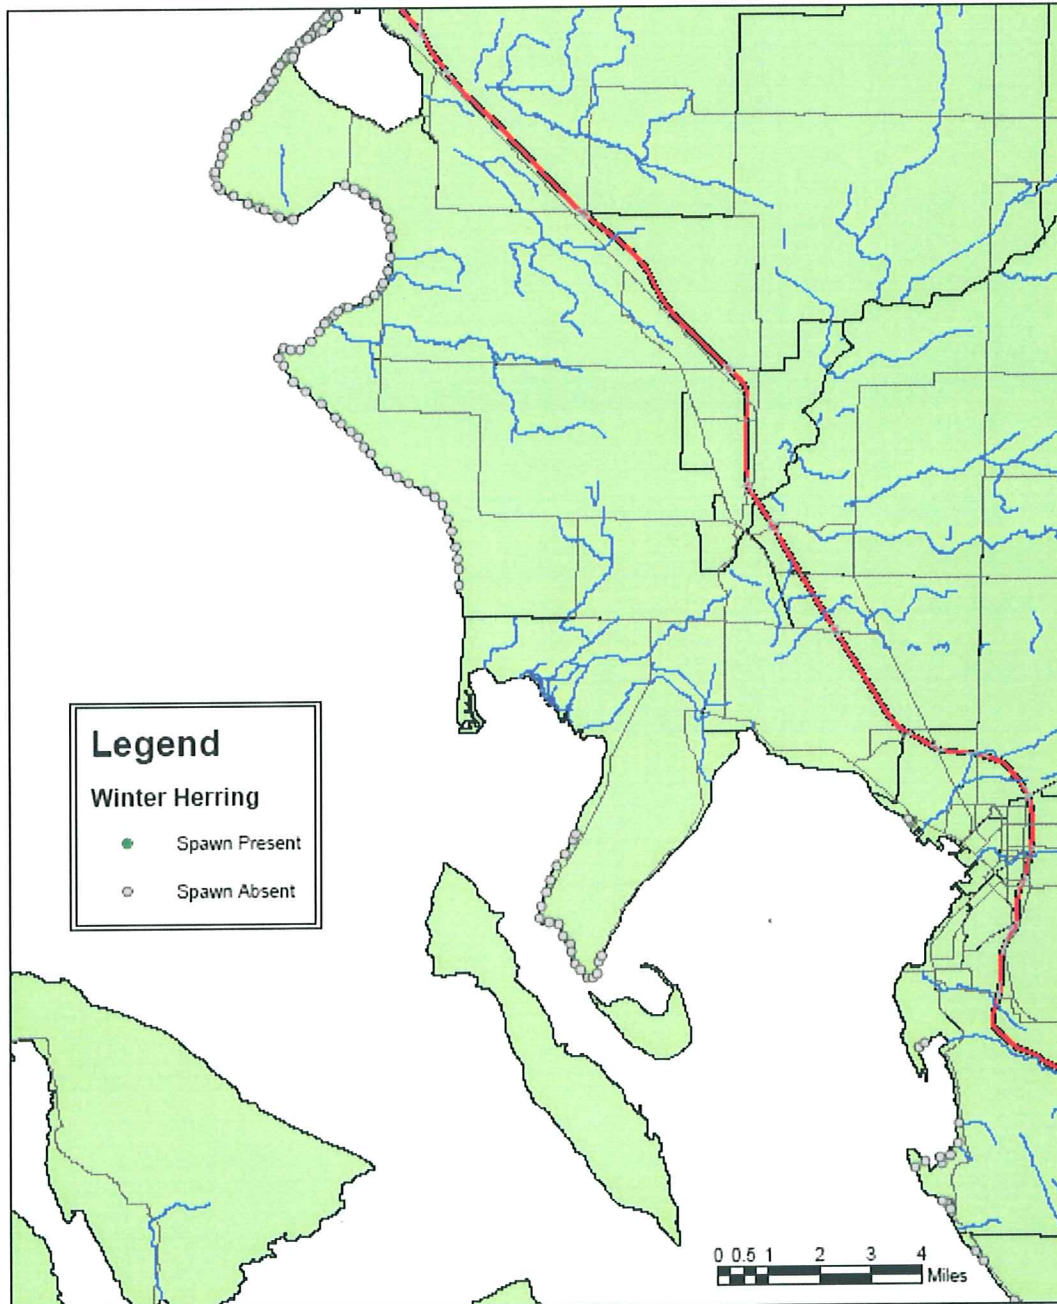 Legend
Winter Herring
Spawn Present
Spawn Absent
0 0.5 1 2 3 4
Miles